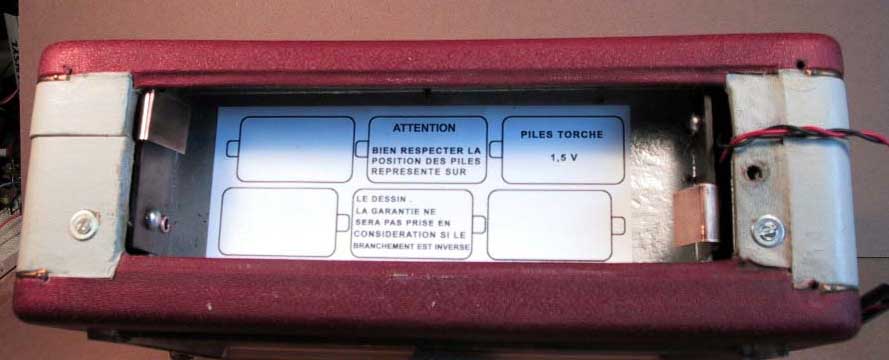 ATTENTION
BIEN RESPECTER LA
POSITION DES PILES
REPRESENTE SUR
PILES TORCHE
1,5 V
LE DESSIN .
LA GARANTIE NE
SERA PAS PRISE EN
CONSIDERATION SI LE
BRANCHEMENT EST INVERSE